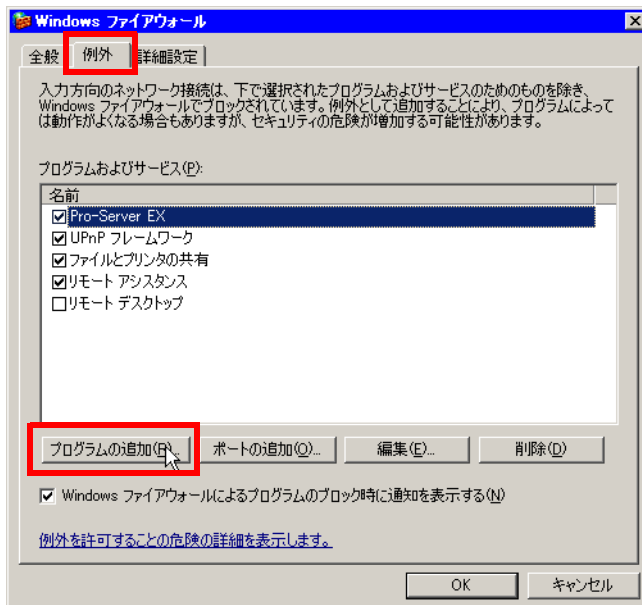 Windows ファイアウォール
全般 例外 詳細設定
入力方向のネットワーク接続は、下で選択されたプログラムおよびサービスのためのものを除き、
Windows ファイアウォールでブロックされています。例外として追加することにより、プログラムによって
は動作がよくなる場合もありますが、セキュリティの危険が増加する可能性があります。
プログラムおよびサービス(P):
名前
Pro-Server EX
UPnP フレームワーク
ファイルとプリンタの共有
リモート アシスタンス
リモート デスクトップ
プログラムの追加(R)... ポートの追加(O)... 編集(E)... 削除(D)
Windows ファイアウォールによるプログラムのブロック時に通知を表示する(N)
例外を許可することの危険の詳細を表示します。
OK キャンセル